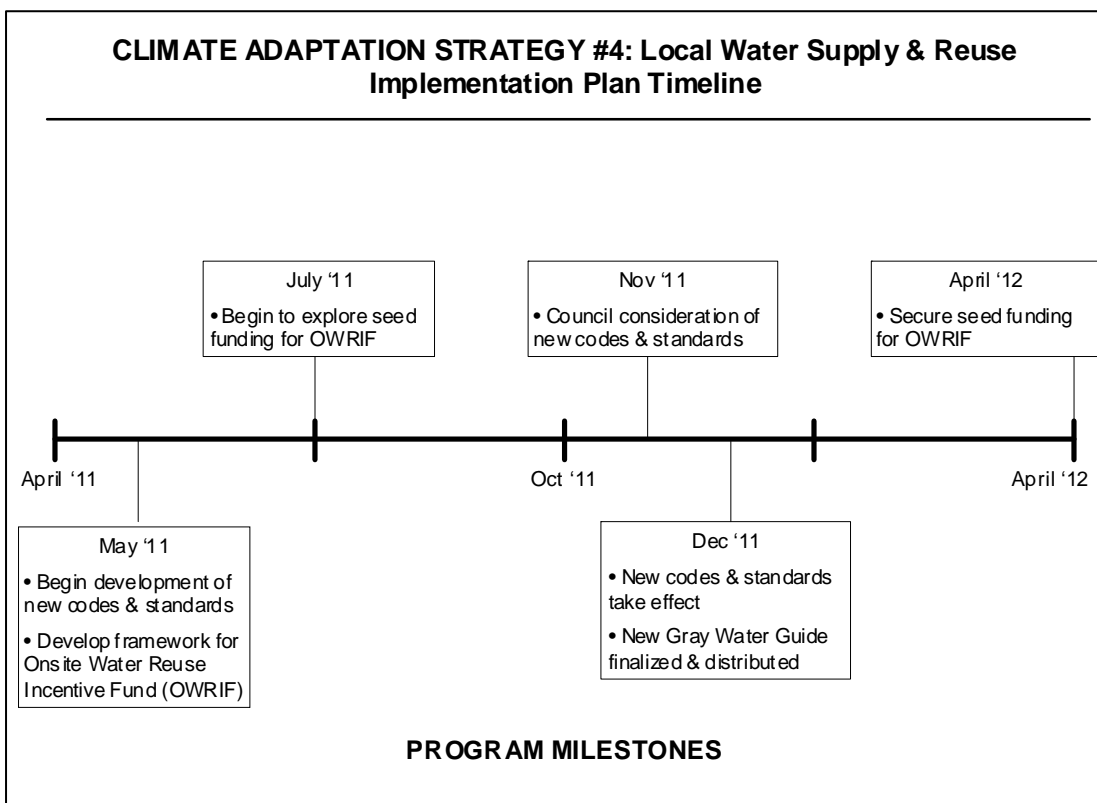 CLIMATE ADAPTATION STRATEGY #4: Local Water Supply & Reuse
Implementation Plan Timeline
July ‘11
• Begin to explore seed
funding for OWRIF
Nov ‘11
• Council consideration of
new codes & standards
April ‘12
• Secure seed funding
for OWRIF
April ‘11
Oct ‘11
April ‘12
May ‘11
• Begin development of
new codes & standards
• Develop framework for
Onsite Water Reuse
Incentive Fund (OWRIF)
Dec ‘11
• New codes & standards
take effect
• New Gray Water Guide
finalized & distributed
PROGRAM MILESTONES